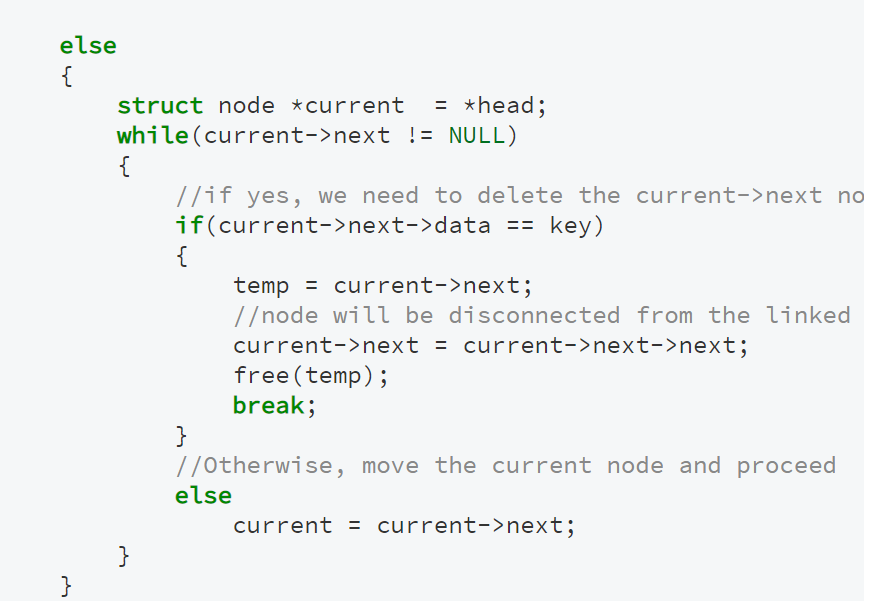 else
{
struct node *current  = *head;
while(current->next != NULL)
{
//if yes, we need to delete the current->next no
if(current->next->data == key)
{
temp = current->next;
//node will be disconnected from the linked
current->next = current->next->next;
free(temp);
break;
}
//Otherwise, move the current node and proceed
else
current = current->next;
}
}